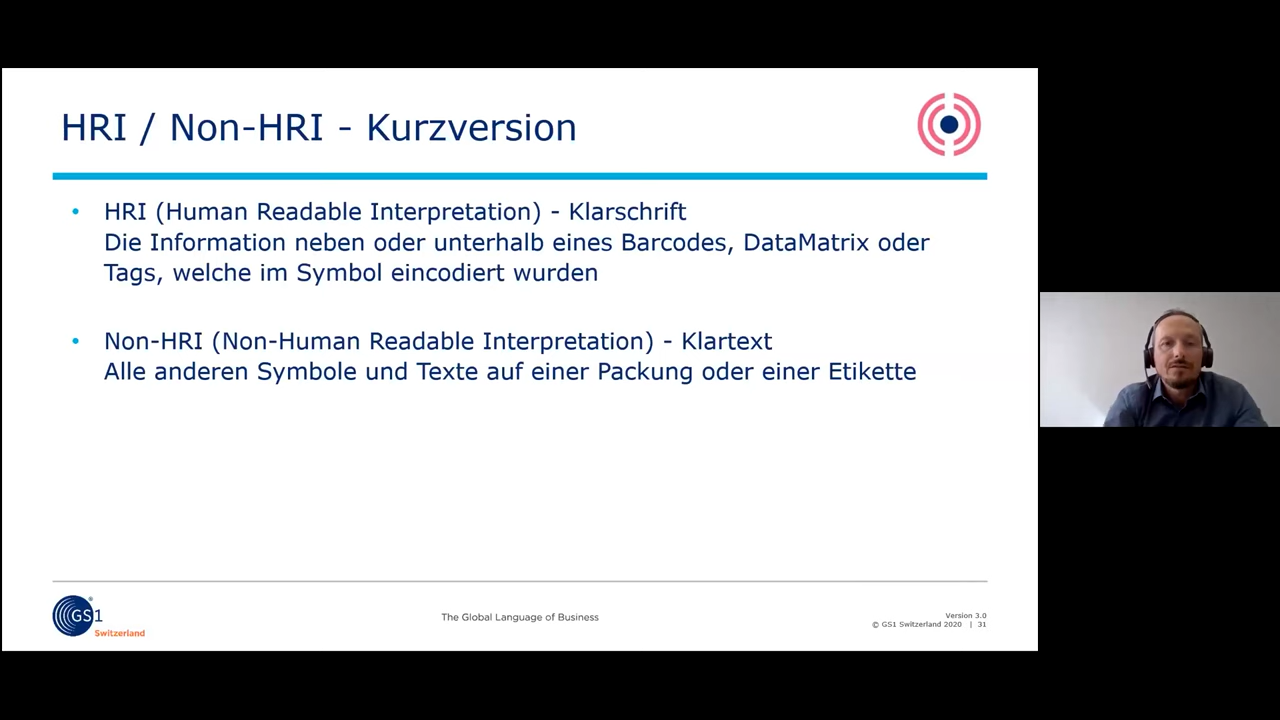 HRI / Non-HRI - Kurzversion
• HRI (Human Readable Interpretation) - Klarschrift
Die Information neben oder unterhalb eines Barcodes, DataMatrix oder
Tags, welche im Symbol eincodiert wurden
• Non-HRI (Non-Human Readable Interpretation) - Klartext
Alle anderen Symbole und Texte auf einer Packung oder einer Etikette
GS1 ®
Switzerland
The Global Language of Business
Version 3.0
© GS1 Switzerland 2020 | 31